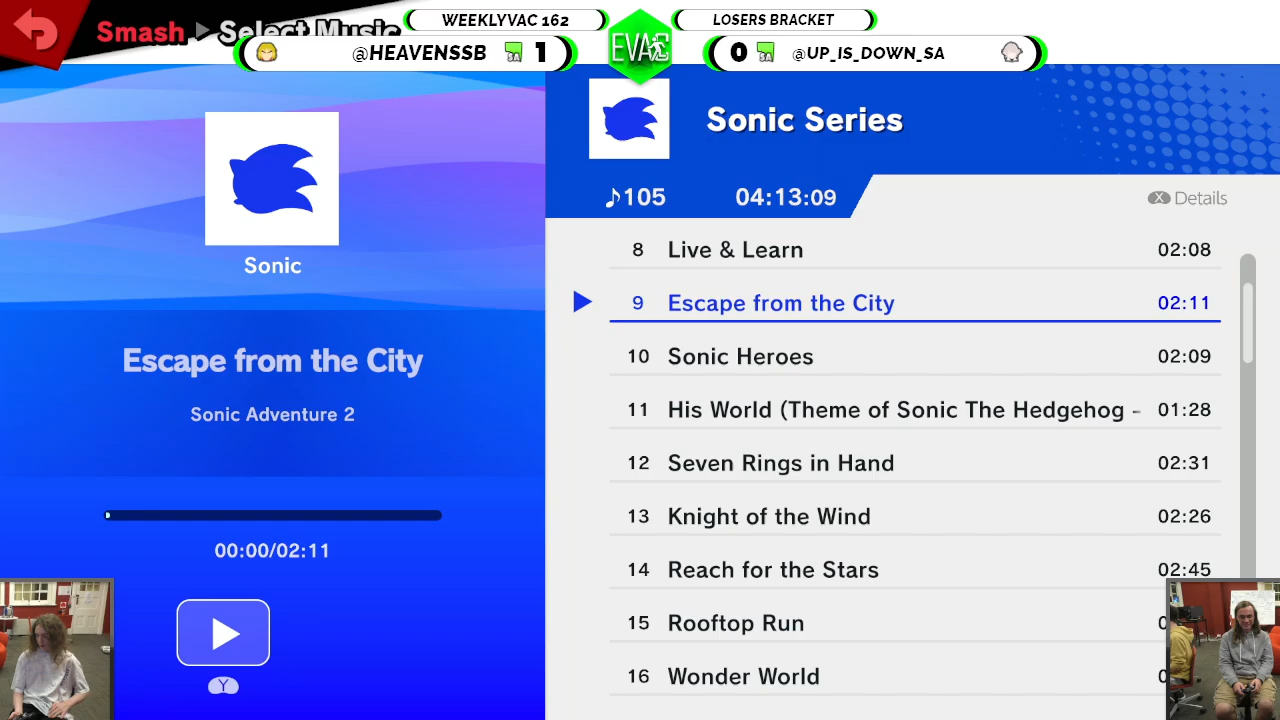 Smash ▶ Select Music
WEEKLYVAC 162
LOSERS BRACKET
@HEAVENSSB SA 1
EVAC
0 SA @UP_IS_DOWN_SA
Sonic
Escape from the City
Sonic Adventure 2
00:00/02:11
Y
Sonic Series
♪105 04:13:09
X Details
8 Live & Learn 02:08
9 Escape from the City 02:11
10 Sonic Heroes 02:09
11 His World (Theme of Sonic The Hedgehog - 01:28
12 Seven Rings in Hand 02:31
13 Knight of the Wind 02:26
14 Reach for the Stars 02:45
15 Rooftop Run 0
16 Wonder World 0